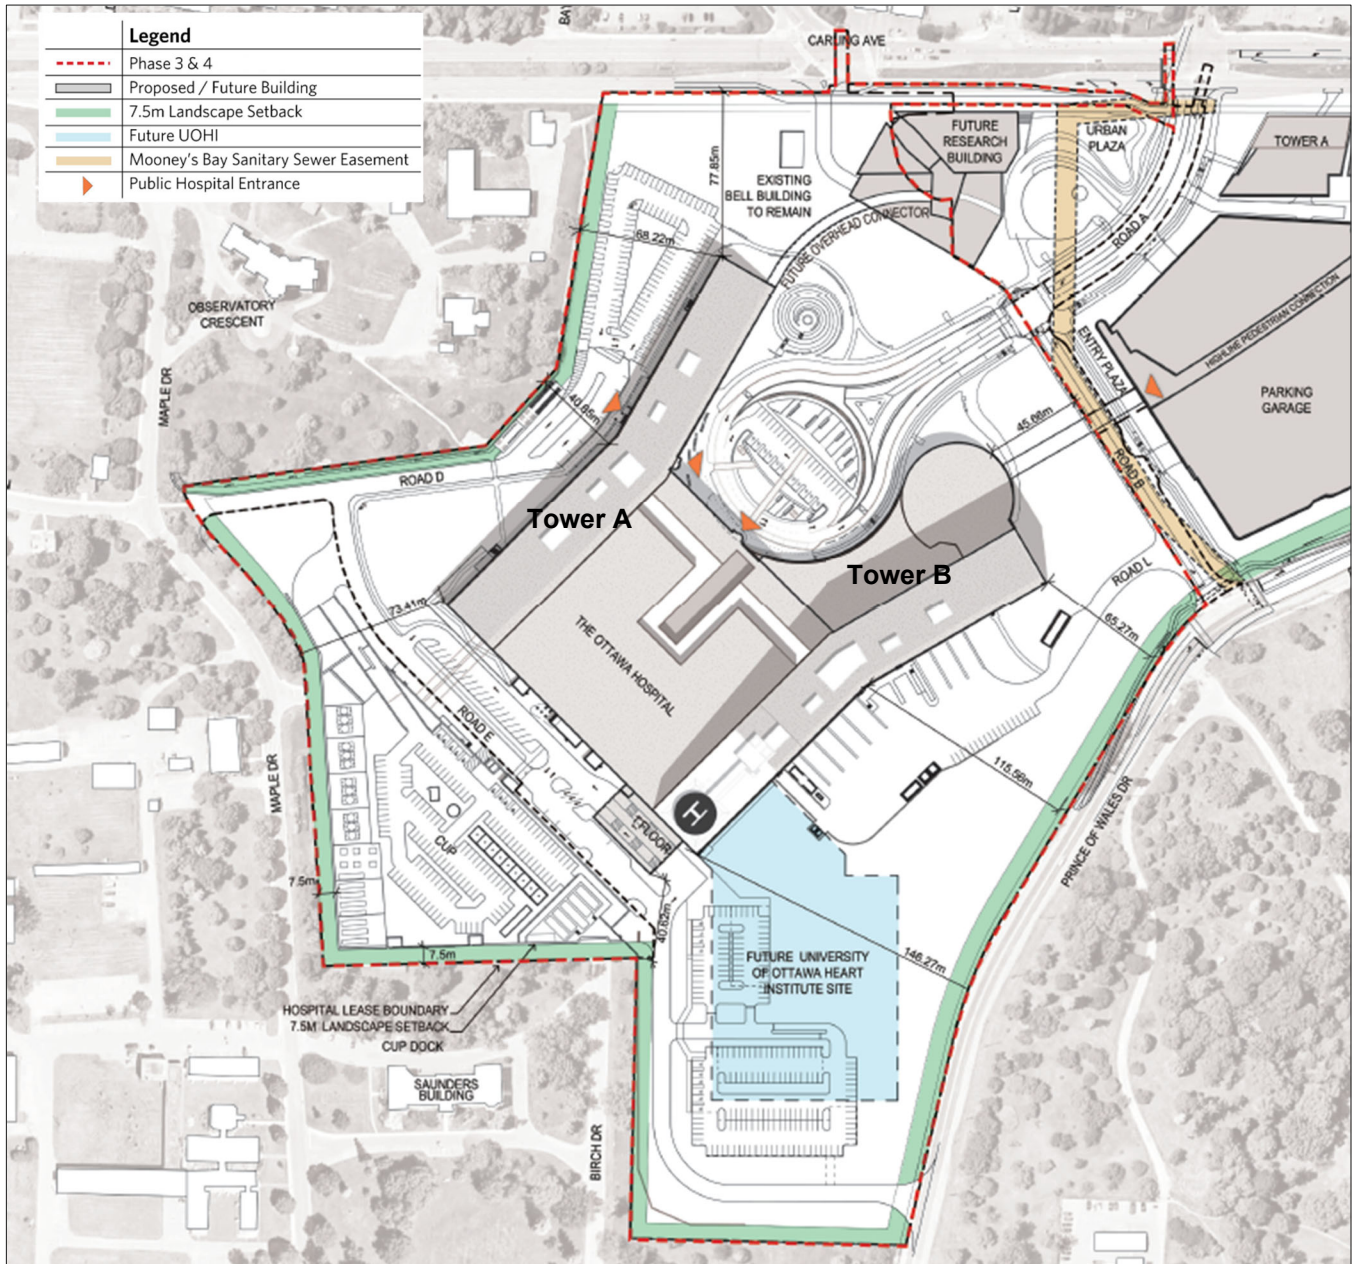 Legend
Phase 3 & 4
Proposed / Future Building
7.5m Landscape Setback
Future UOHI
Mooney's Bay Sanitary Sewer Easement
Public Hospital Entrance
CARLING AVE
FUTURE
RESEARCH
BUILDING
URBAN
PLAZA
TOWER A
77.85m
EXISTING
BELL BUILDING
TO REMAIN
FUTURE OVERHEAD CONNECTOR
ROAD A
68.22m
OBSERVATORY
CRESCENT
HIGHLINE PEDESTRIAN CONNECTION
ENTRY PLAZA
PARKING
GARAGE
MAPLE DR
40.65m
45.06m
ROAD D
ROAD B
Tower A
Tower B
ROAD L
73.41m
65.27m
THE OTTAWA HOSPITAL
ROAD E
115.56m
MAPLE DR
H
PRINCE OF WALES DR
CUP
FLOOR
7.5m
40.62m
7.5m
146.27m
FUTURE UNIVERSITY
OF OTTAWA HEART
INSTITUTE SITE
HOSPITAL LEASE BOUNDARY
7.5M LANDSCAPE SETBACK
CUP DOCK
SAUNDERS
BUILDING
BIRCH DR